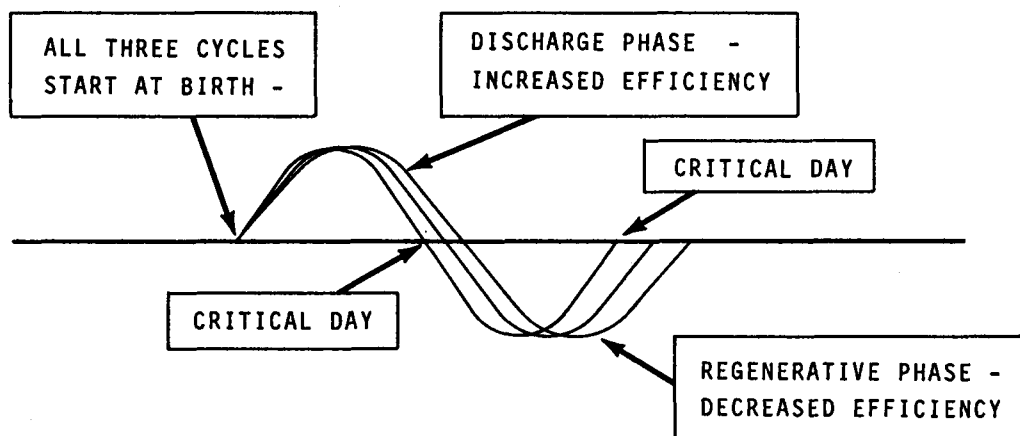 ALL THREE CYCLES
START AT BIRTH -
DISCHARGE PHASE -
INCREASED EFFICIENCY
CRITICAL DAY
CRITICAL DAY
REGENERATIVE PHASE -
DECREASED EFFICIENCY